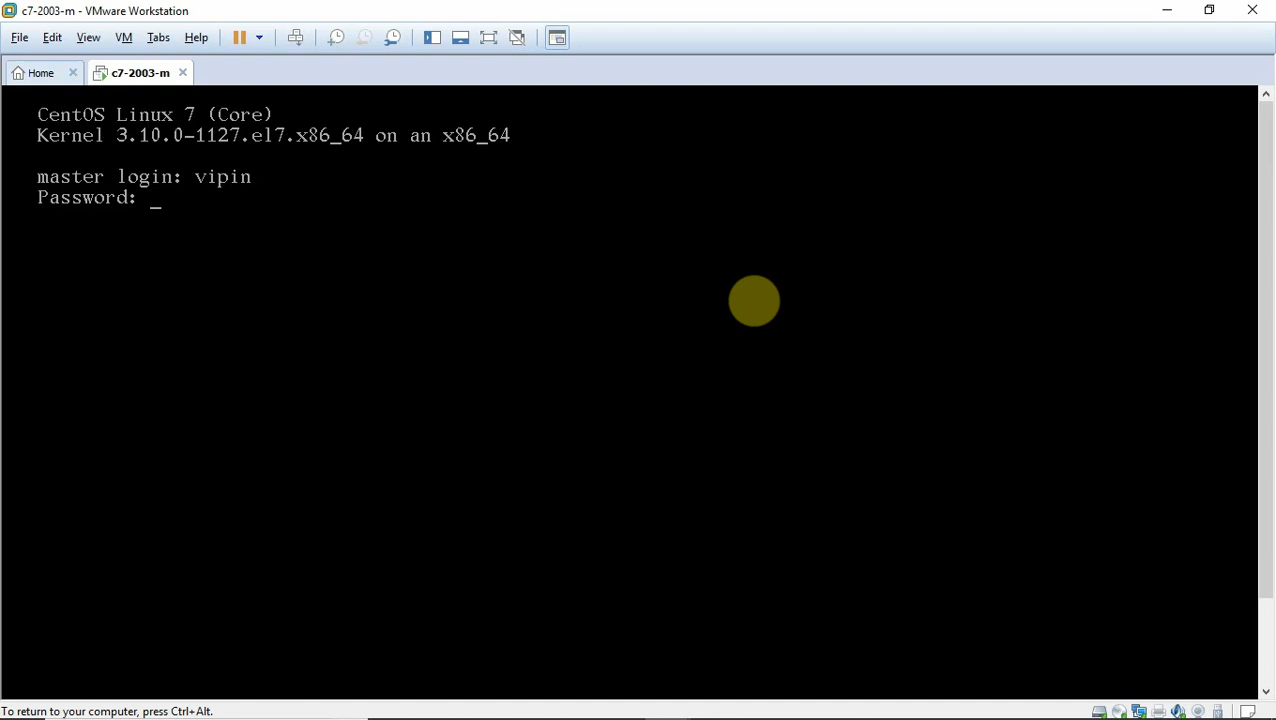 c7-2003-m - VMware Workstation
File Edit View VM Tabs Help
Home c7-2003-m
CentOS Linux 7 (Core)
Kernel 3.10.0-1127.el7.x86_64 on an x86_64
master login: vipin
Password: _
To return to your computer, press Ctrl+Alt.